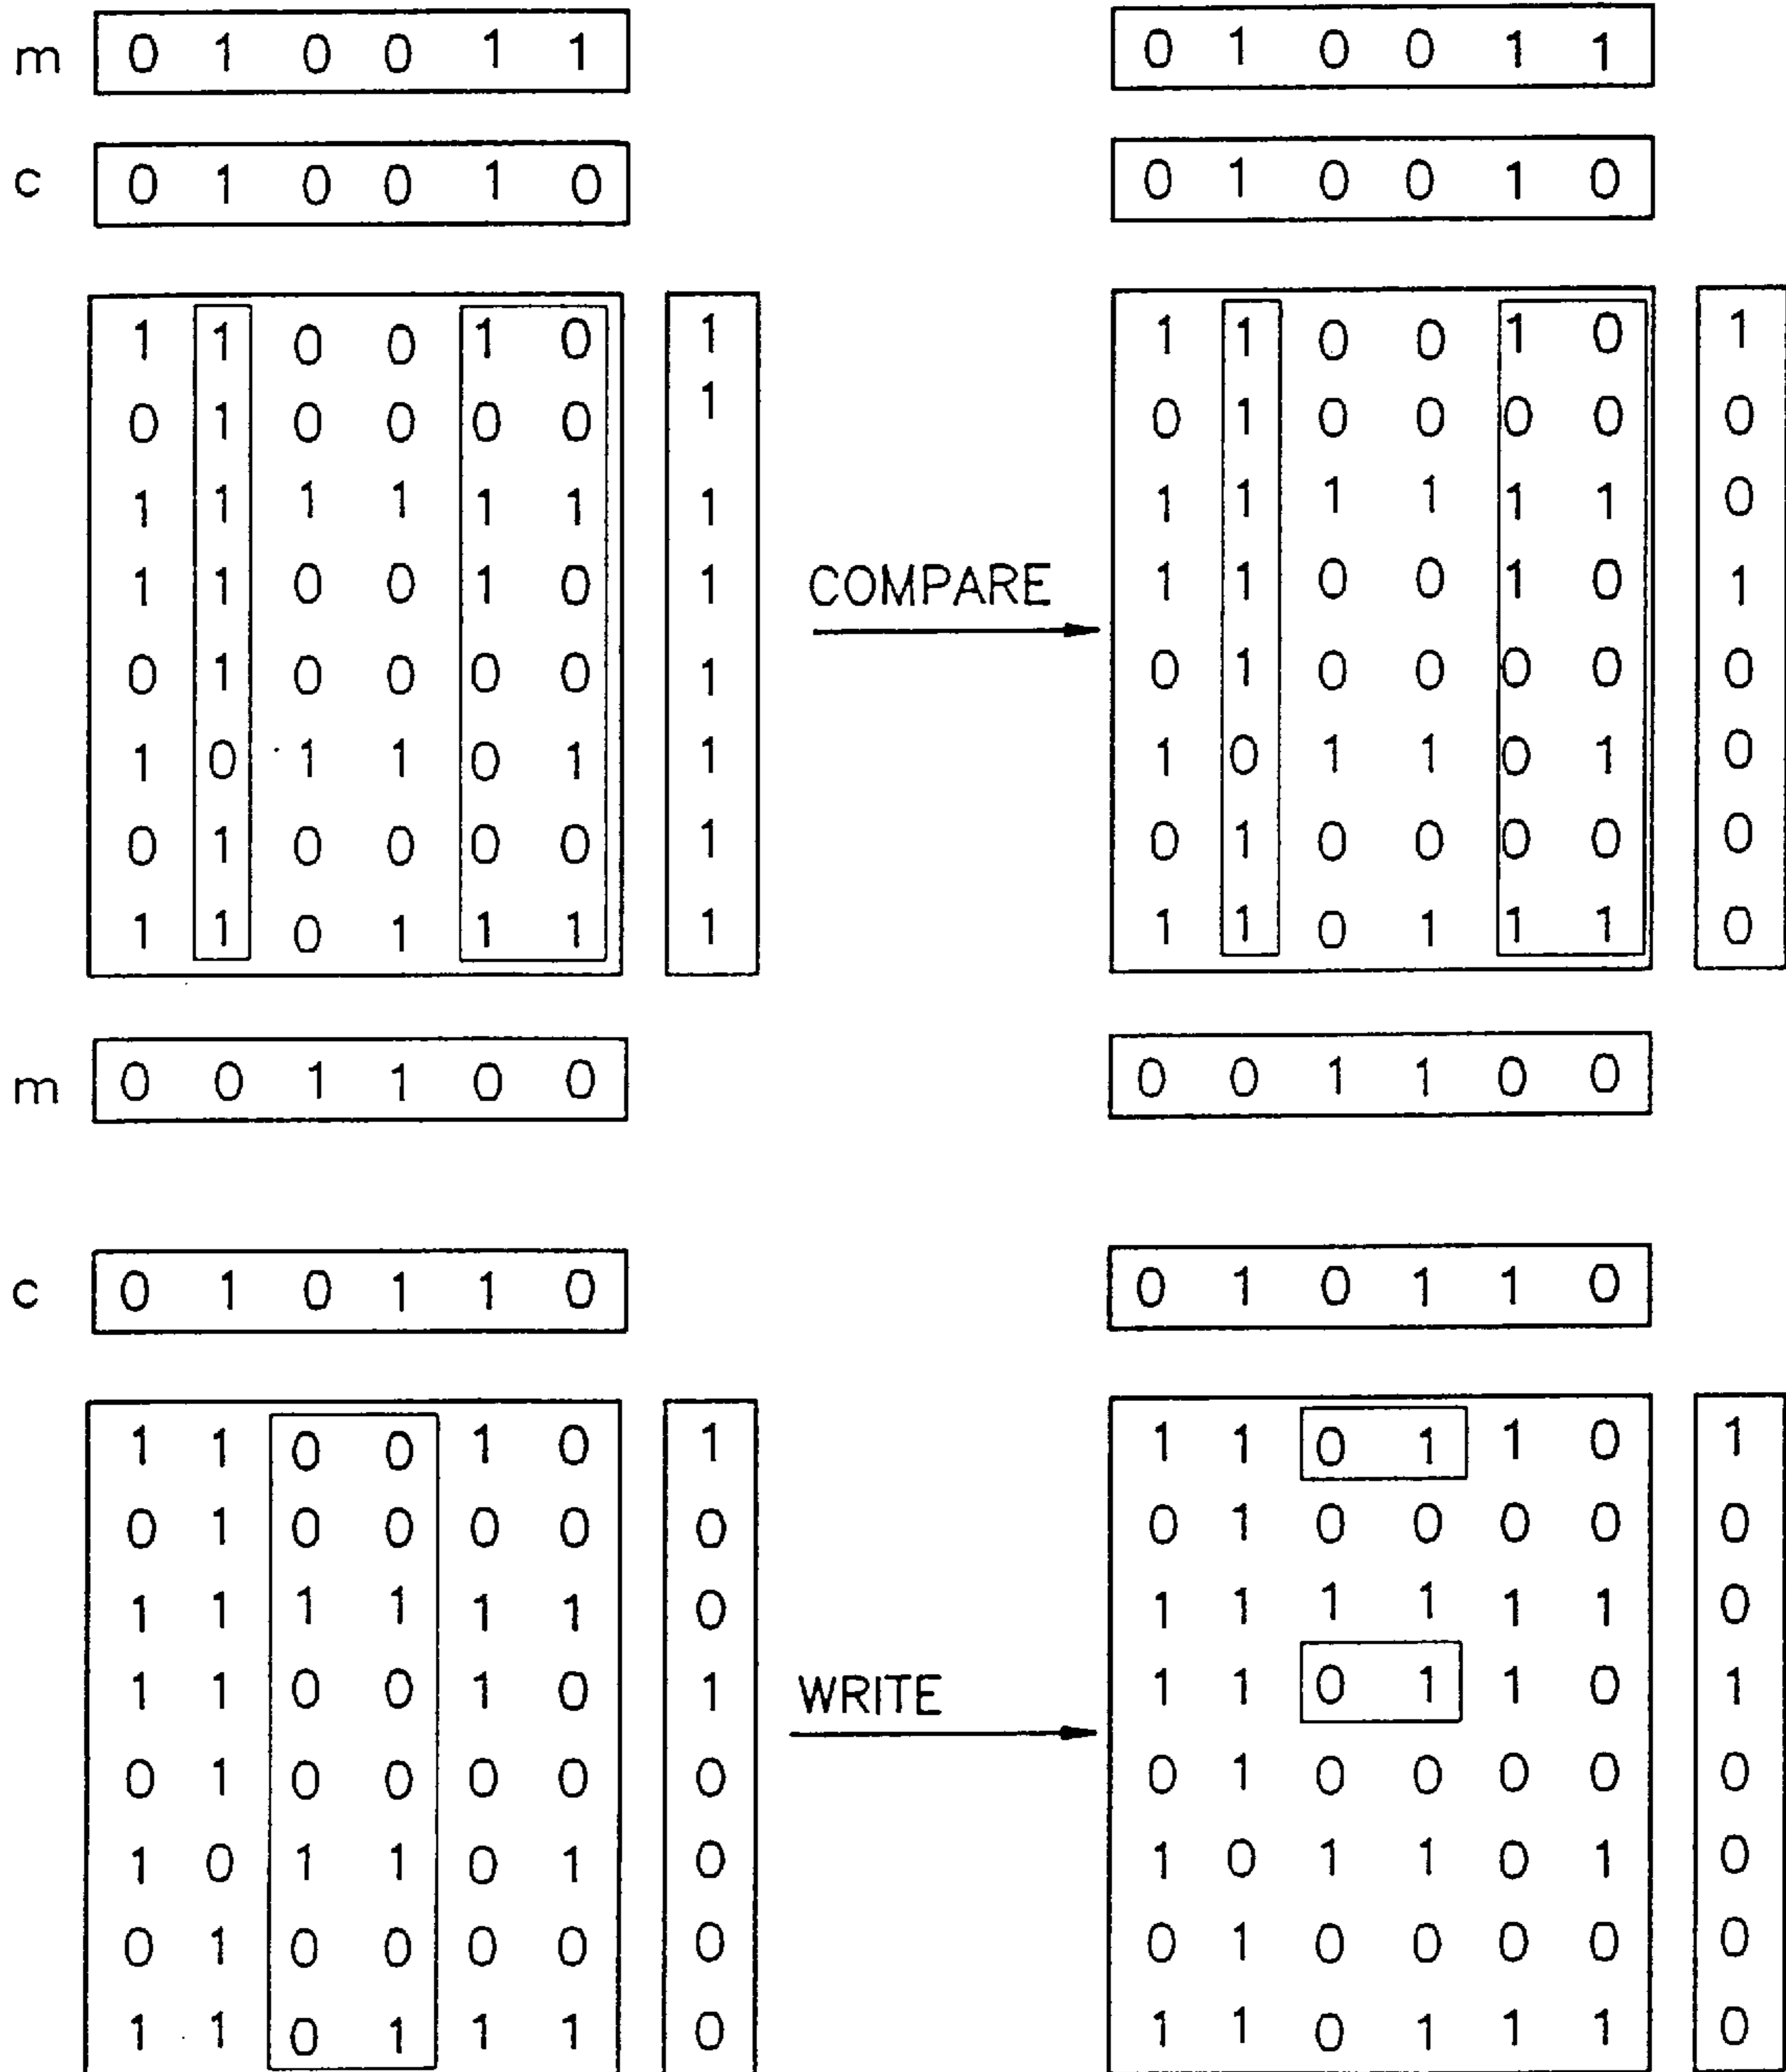 m 0 1 0 0 1 1 0 1 0 0 1 1
c 0 1 0 0 1 0 0 1 0 0 1 0
1 1 0 0 1 0 1 1 1 0 0 1 0 1
0 1 0 0 0 0 1 0 1 0 0 0 0 0
1 1 1 1 1 1 1 1 1 1 1 1 1 0
1 1 0 0 1 0 1 COMPARE 1 1 0 0 1 0 1
0 1 0 0 0 0 1 0 1 0 0 0 0 0
1 0 1 1 0 1 1 1 0 1 1 0 1 0
0 1 0 0 0 0 1 0 1 0 0 0 0 0
1 1 0 1 1 1 1 1 1 0 1 1 1 0
m 0 0 1 1 0 0 0 0 1 1 0 0
c 0 1 0 1 1 0 0 1 0 1 1 0
1 1 0 0 1 0 1 1 1 0 1 1 0 1
0 1 0 0 0 0 0 0 1 0 0 0 0 0
1 1 1 1 1 1 0 1 1 1 1 1 1 0
1 1 0 0 1 0 1 WRITE 1 1 0 1 1 0 1
0 1 0 0 0 0 0 0 1 0 0 0 0 0
1 0 1 1 0 1 0 1 0 1 1 0 1 0
0 1 0 0 0 0 0 0 1 0 0 0 0 0
1 1 0 1 1 1 0 1 1 0 1 1 1 0